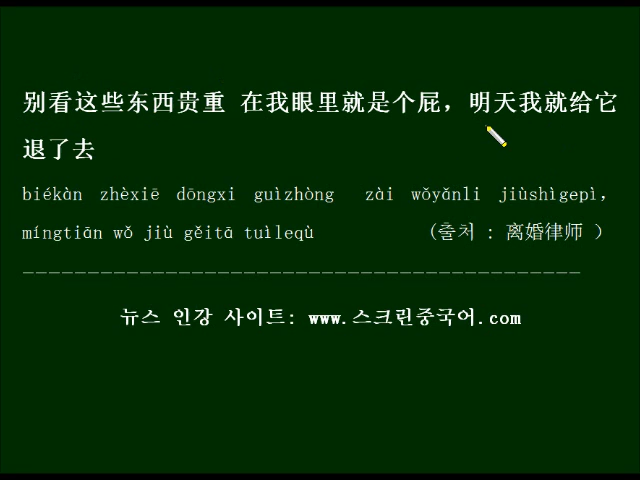 别看这些东西贵重 在我眼里就是个屁，明天我就给它
退了去
biékàn zhèxiē dōngxi guìzhòng zài wǒyǎnli jiùshìgepì，
míngtiān wǒ jiù gěitā tuìleqù (출처 : 离婚律师 )
뉴스 인강 사이트: www.스크린중국어.com